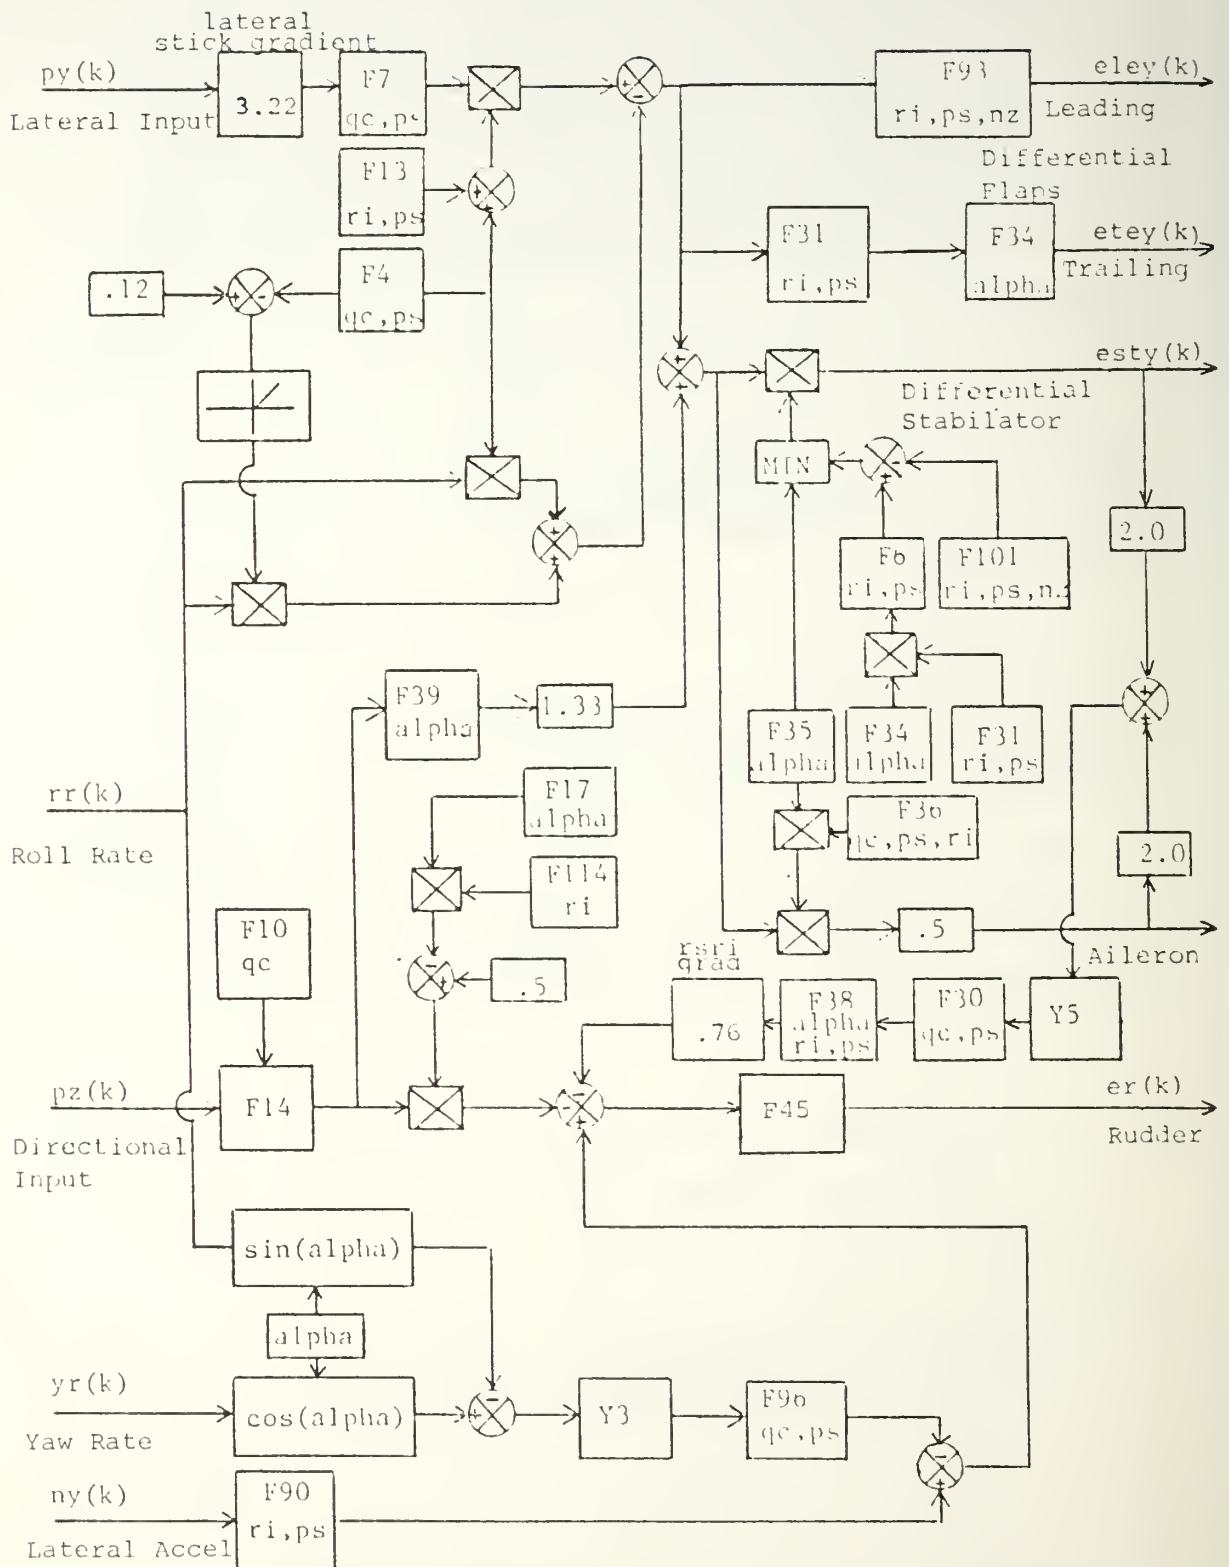 lateral
stick gradient
py(k)
Lateral Input
3.22
F7
qc,ps
F93
ri,ps,nz
eley(k)
Leading
F13
ri,ps
Differential
Flaps
F31
ri,ps
F34
alpha
etey(k)
Trailing
.12
F4
qc,ps
esty(k)
Differential
Stabilator
MIN
2.0
F6
ri,ps
F101
ri,ps,nz
F39
alpha
1.33
F35
alpha
F34
alpha
F31
ri,ps
rr(k)
Roll Rate
F17
alpha
F36
qc,ps,ri
F114
ri
2.0
F10
qc
.5
Aileron
rsri
grad
.5
.76
F38
alpha
ri,ps
F30
qc,ps
Y5
pz(k)
Directional
Input
F14
F45
er(k)
Rudder
sin(alpha)
alpha
yr(k)
Yaw Rate
cos(alpha)
Y3
F96
qc,ps
ny(k)
Lateral Accel
F90
ri,ps